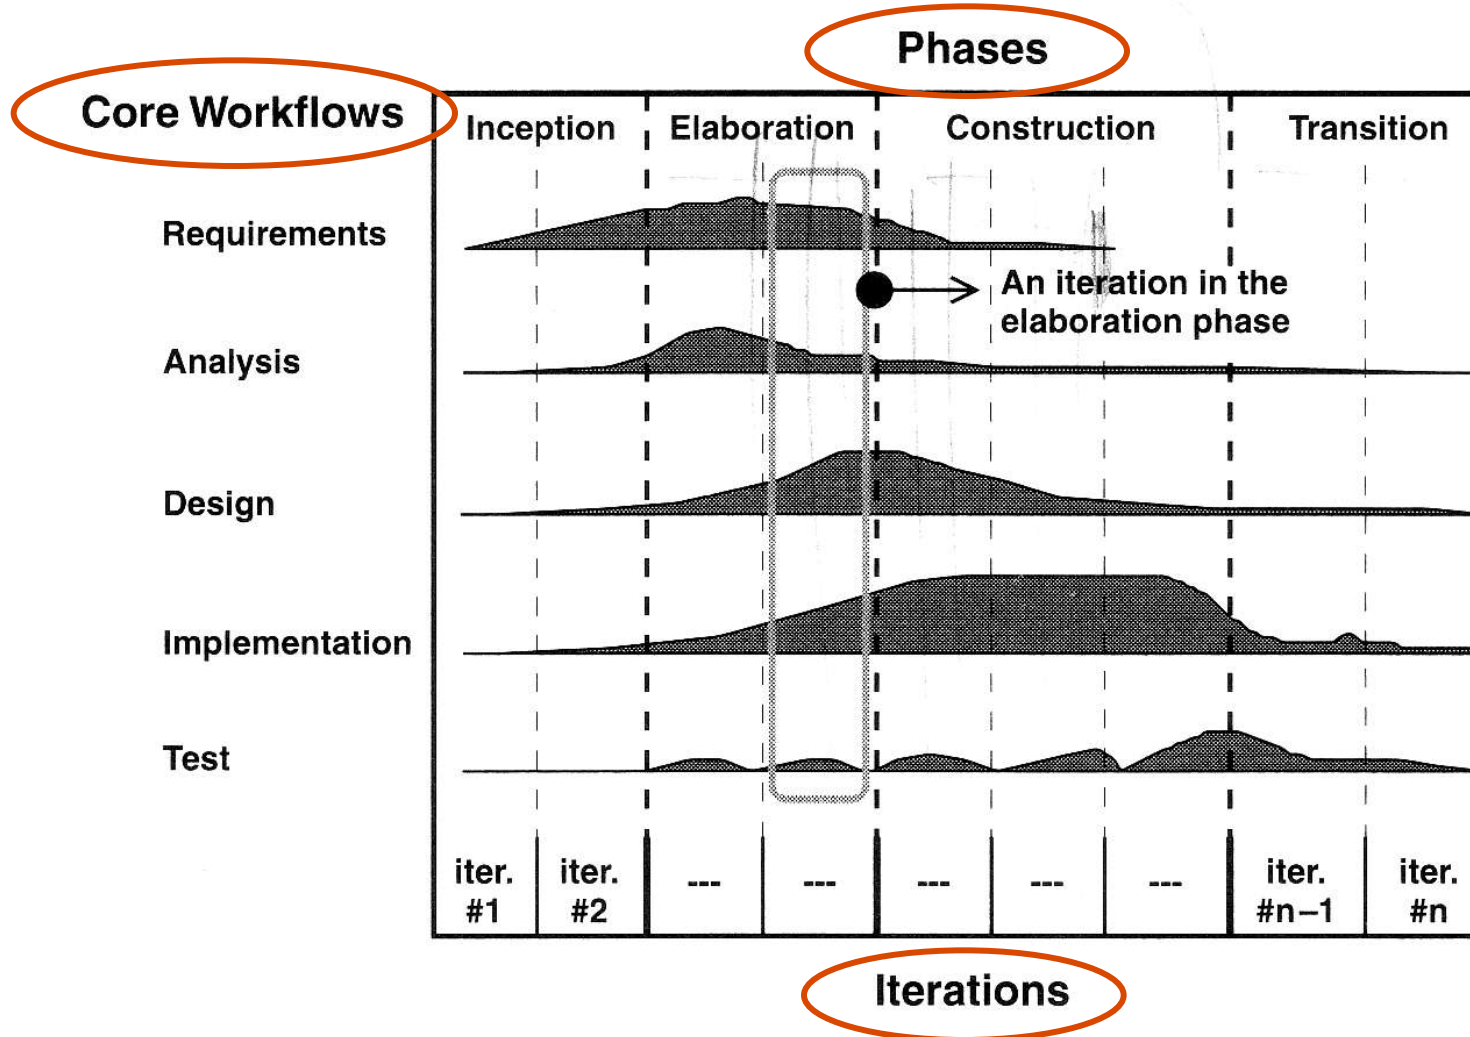 Phases
Core Workflows
Inception
Elaboration
Construction
Transition
Requirements
An iteration in the
elaboration phase
Analysis
Design
Implementation
Test
iter.
#1
iter.
#2
---
---
---
---
---
iter.
#n–1
iter.
#n
Iterations